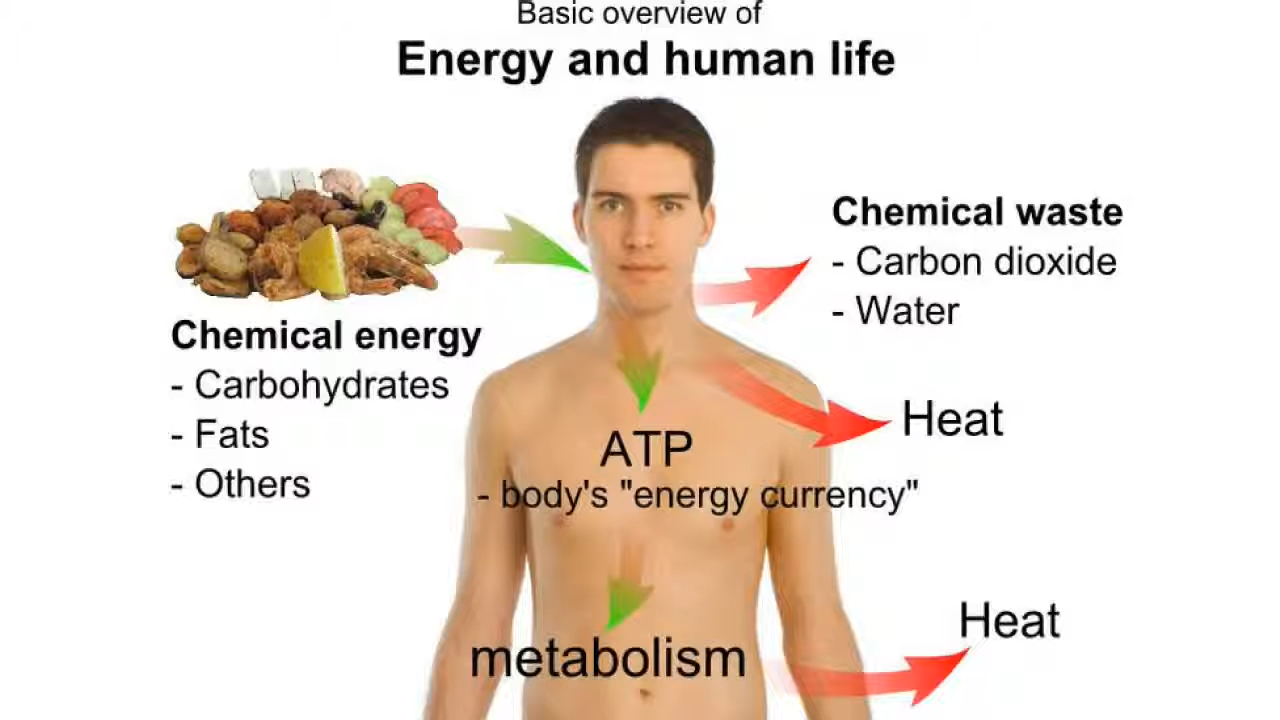 Basic overview of
Energy and human life
Chemical energy
- Carbohydrates
- Fats
- Others
Chemical waste
- Carbon dioxide
- Water
Heat
ATP
- body's "energy currency"
metabolism
Heat